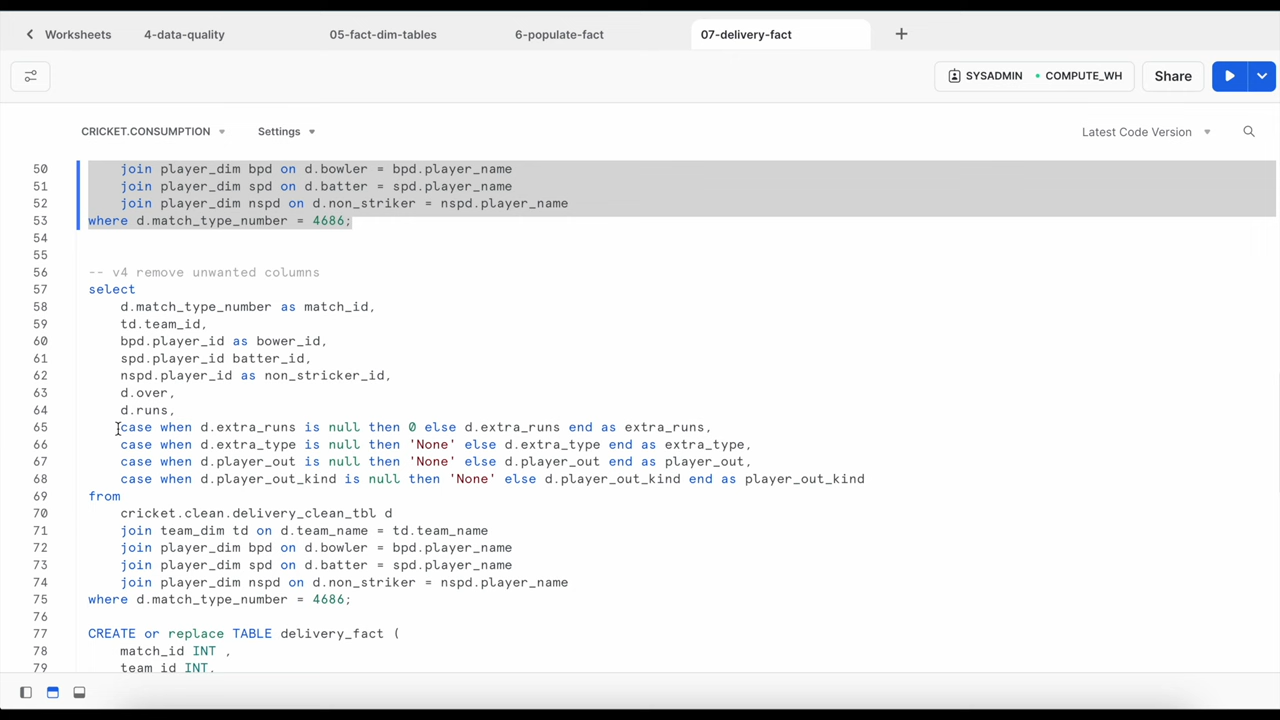 Worksheets
4-data-quality
05-fact-dim-tables
6-populate-fact
07-delivery-fact
+
SYSADMIN
COMPUTE_WH
Share
CRICKET.CONSUMPTION
Settings
Latest Code Version
50 join player_dim bpd on d.bowler = bpd.player_name
51 join player_dim spd on d.batter = spd.player_name
52 join player_dim nspd on d.non_striker = nspd.player_name
53 where d.match_type_number = 4686;
54
55
56 -- v4 remove unwanted columns
57 select
58 d.match_type_number as match_id,
59 td.team_id,
60 bpd.player_id as bower_id,
61 spd.player_id batter_id,
62 nspd.player_id as non_stricker_id,
63 d.over,
64 d.runs,
65 case when d.extra_runs is null then 0 else d.extra_runs end as extra_runs,
66 case when d.extra_type is null then 'None' else d.extra_type end as extra_type,
67 case when d.player_out is null then 'None' else d.player_out end as player_out,
68 case when d.player_out_kind is null then 'None' else d.player_out_kind end as player_out_kind
69 from
70 cricket.clean.delivery_clean_tbl d
71 join team_dim td on d.team_name = td.team_name
72 join player_dim bpd on d.bowler = bpd.player_name
73 join player_dim spd on d.batter = spd.player_name
74 join player_dim nspd on d.non_striker = nspd.player_name
75 where d.match_type_number = 4686;
76
77 CREATE or replace TABLE delivery_fact (
78 match_id INT ,
79 team_id INT,